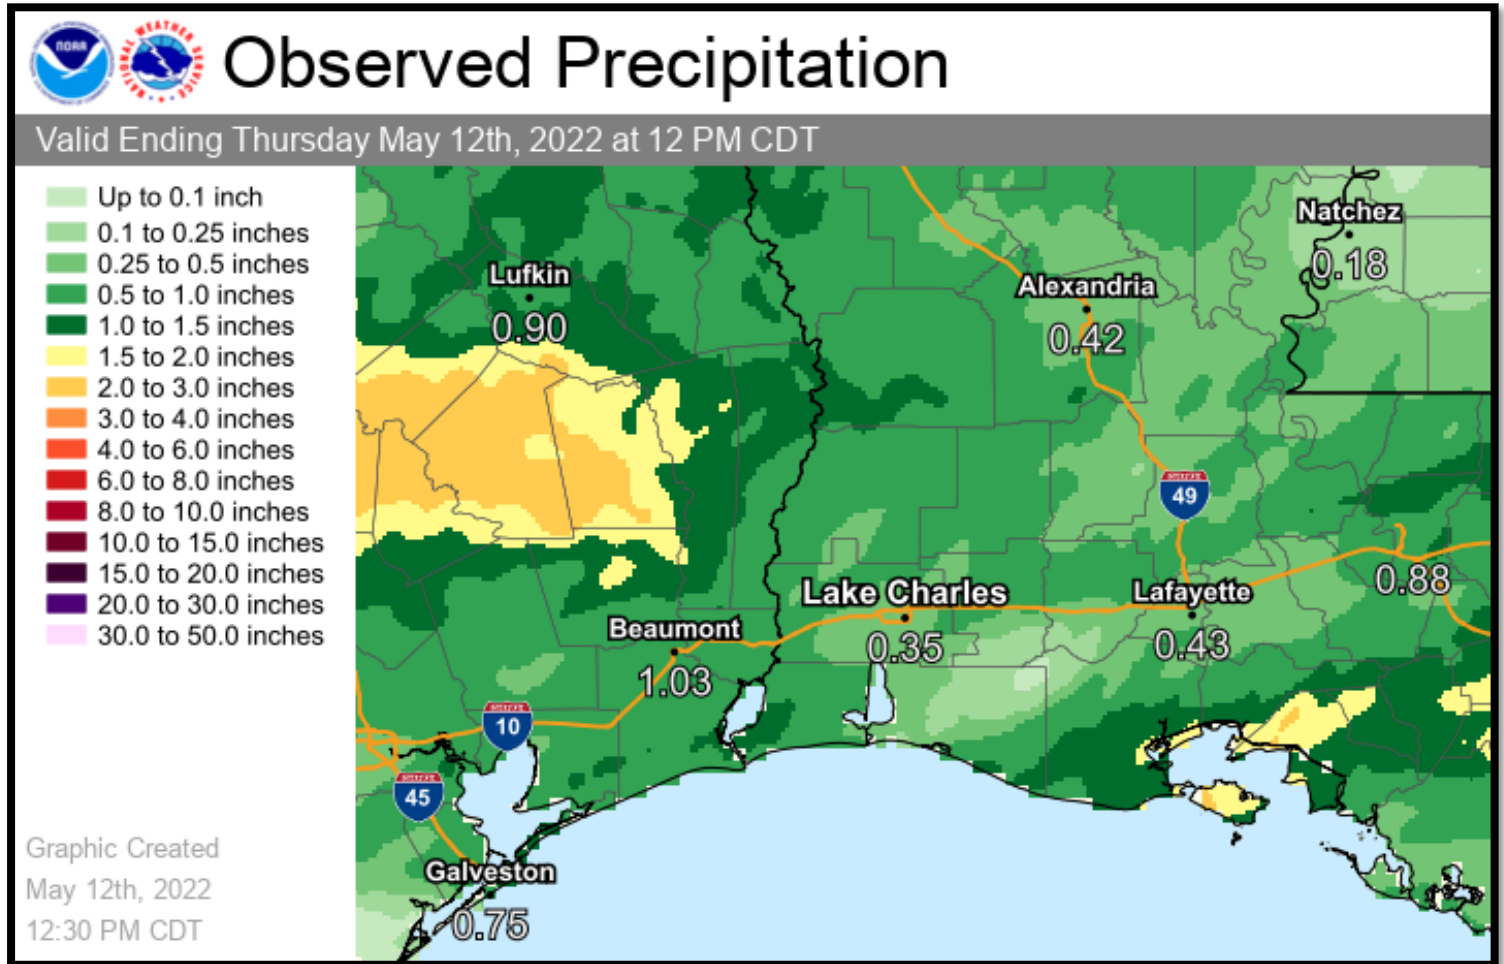 NOAA
NATIONAL WEATHER SERVICE
Observed Precipitation
Valid Ending Thursday May 12th, 2022 at 12 PM CDT
Up to 0.1 inch
0.1 to 0.25 inches
0.25 to 0.5 inches
0.5 to 1.0 inches
1.0 to 1.5 inches
1.5 to 2.0 inches
2.0 to 3.0 inches
3.0 to 4.0 inches
4.0 to 6.0 inches
6.0 to 8.0 inches
8.0 to 10.0 inches
10.0 to 15.0 inches
15.0 to 20.0 inches
20.0 to 30.0 inches
30.0 to 50.0 inches
Graphic Created
May 12th, 2022
12:30 PM CDT
Natchez
0.18
Lufkin
0.90
Alexandria
0.42
49
0.88
Lake Charles
0.35
Lafayette
0.43
Beaumont
1.03
10
45
Galveston
0.75